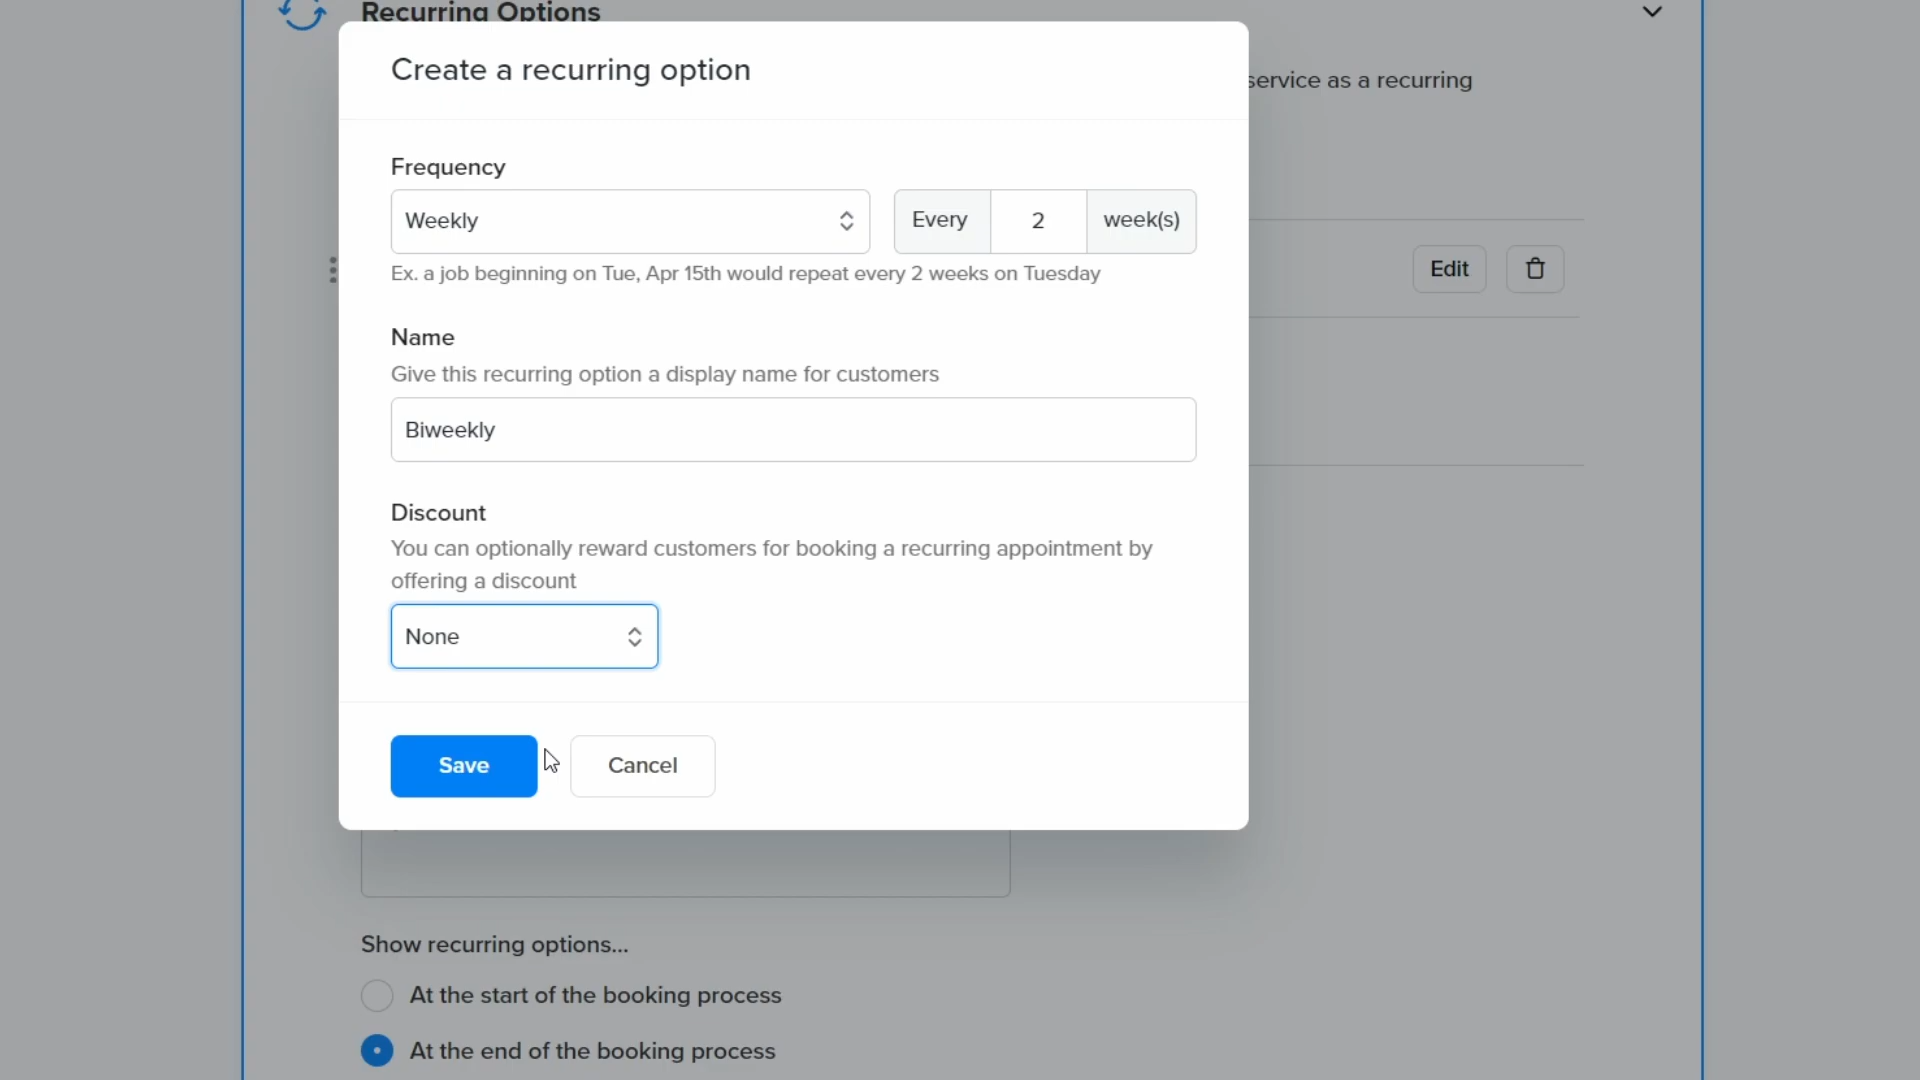 Recurring Options
Create a recurring option
service as a recurring
Frequency
Weekly
Every 2 week(s)
Ex. a job beginning on Tue, Apr 15th would repeat every 2 weeks on Tuesday
Edit
Name
Give this recurring option a display name for customers
Biweekly
Discount
You can optionally reward customers for booking a recurring appointment by
offering a discount
None
Save Cancel
Show recurring options...
At the start of the booking process
At the end of the booking process